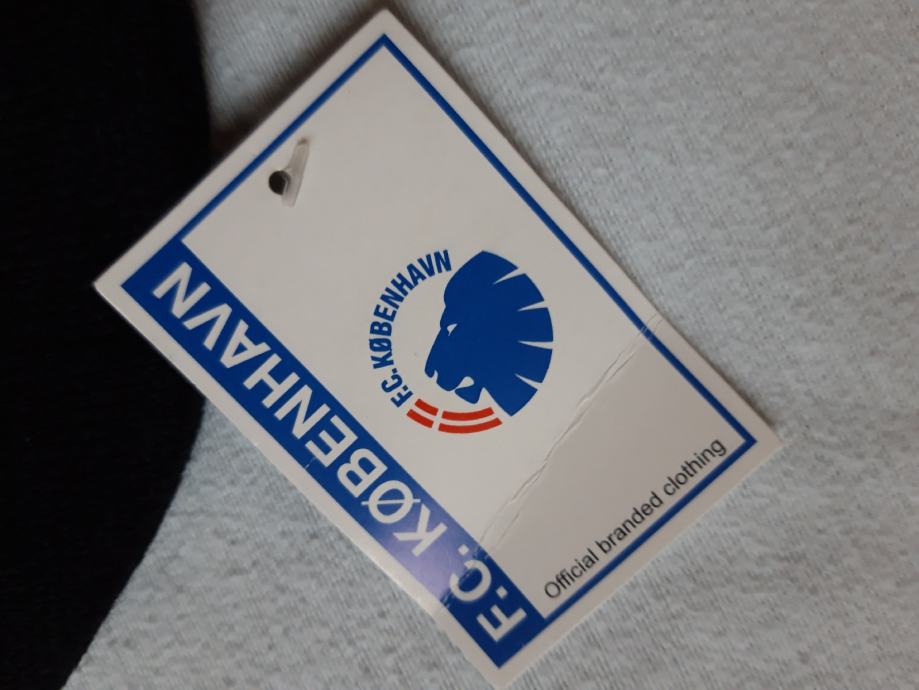 F.C. KØBENHAVN
F.C. KØBENHAVN
Official branded clothing